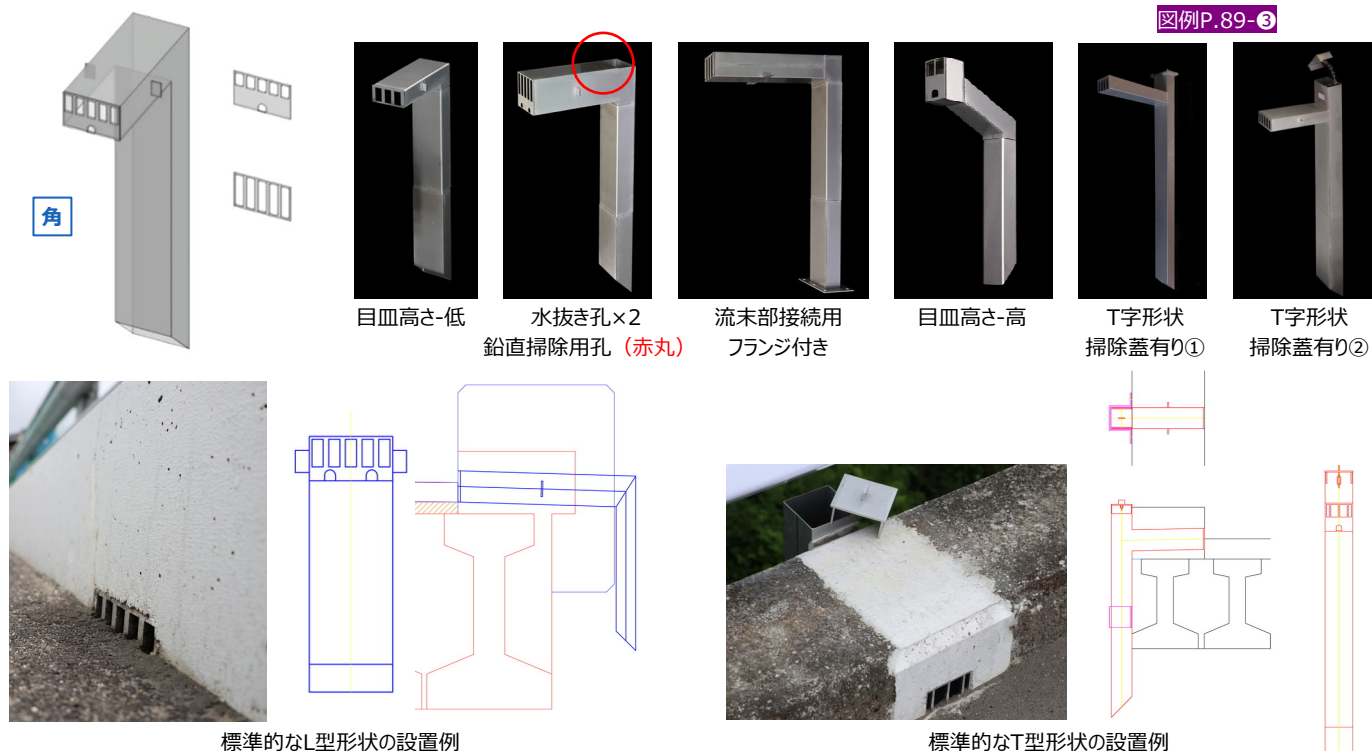 図例P.89-❸
角
目皿高さ-低
水抜き孔×2
鉛直掃除用孔（赤丸）
流末部接続用
フランジ付き
目皿高さ-高
T字形状
掃除蓋有り①
T字形状
掃除蓋有り②
標準的なL型形状の設置例
標準的なT型形状の設置例